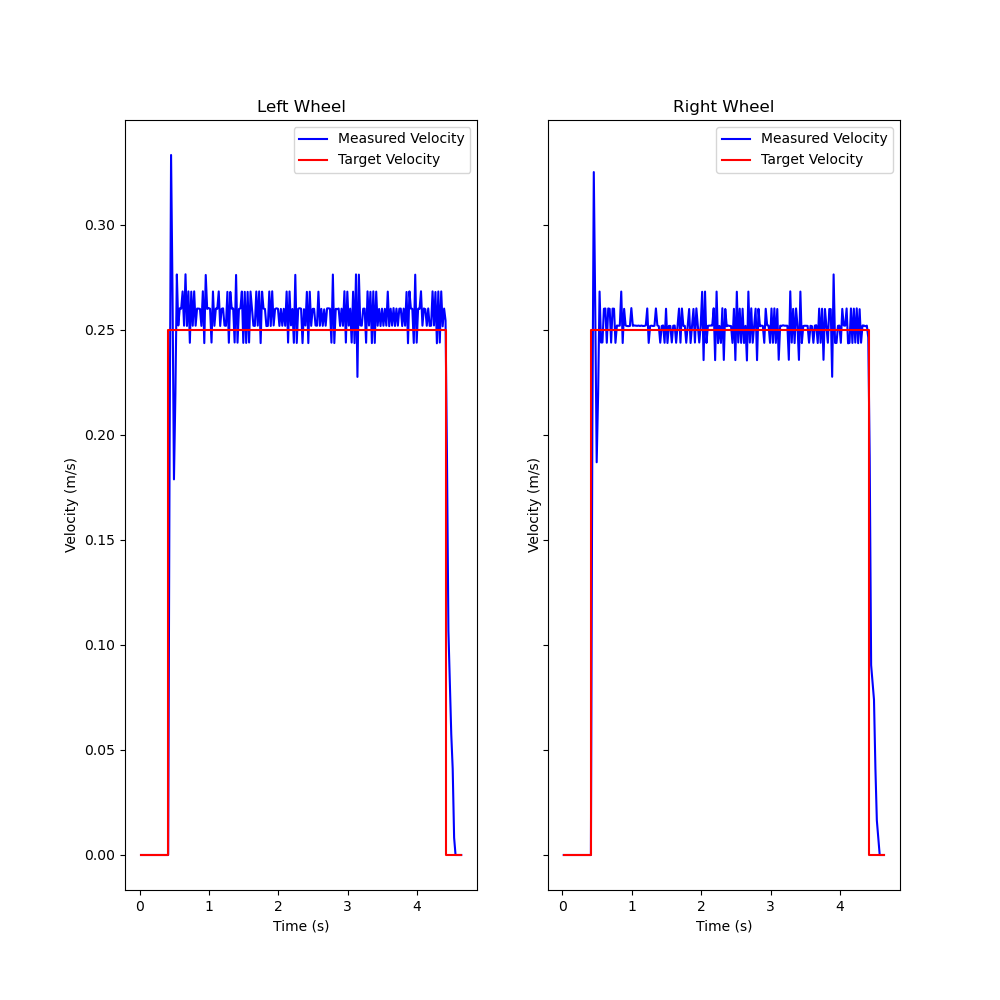 Left Wheel
Measured Velocity
Target Velocity
0.30
0.25
0.20
0.15
0.10
0.05
0.00
Velocity (m/s)
0 1 2 3 4
Time (s)
Right Wheel
Measured Velocity
Target Velocity
Velocity (m/s)
0 1 2 3 4
Time (s)